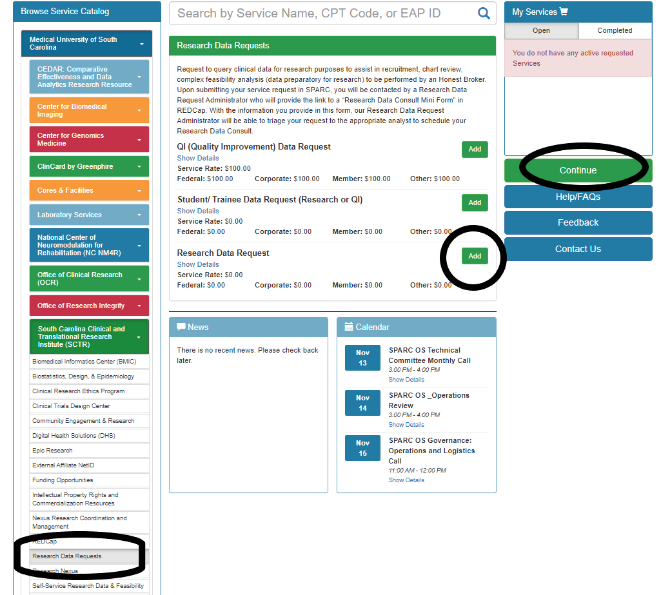 Browse Service Catalog
Medical University of South
Carolina
CEDAR: Comparative
Effectiveness and Data
Analytics Research Resource
Center for Biomedical
Imaging
Center for Genomics
Medicine
ClinCard by Greenphire
Cores & Facilities
Laboratory Services
National Center of
Neuromodulation for
Rehabilitation (NC NM4R)
Office of Clinical Research
(OCR)
Office of Research Integrity
South Carolina Clinical and
Translational Research
Institute (SCTR)
Biomedical Informatics Center (BMIC)
Biostatistics, Design, & Epidemiology
Clinical Research Ethics Program
Clinical Trials Design Center
Community Engagement & Research
Digital Health Solutions (DHS)
Epic Research
External Affiliate NetID
Funding Opportunities
Intellectual Property Rights and
Commercialization Resources
Nexus Research Coordination and
Management
REDCap
Research Data Requests
Research Nexus
Self-Service Research Data & Feasibility
Search by Service Name, CPT Code, or EAP ID
Research Data Requests
Request to query clinical data for research purposes to assist in recruitment, chart review,
complex feasibility analysis (data preparatory for research) to be performed by an Honest Broker.
Upon submitting your service request in SPARC, you will be contacted by a Research Data
Request Administrator who will provide the link to a "Research Data Consult Mini Form" in
REDCap. With the information you provide in this form, our Research Data Request
Administrator will be able to triage your request to the appropriate analyst to schedule your
Research Data Consult.
QI (Quality Improvement) Data Request
Add
Show Details
Service Rate: $100.00
Federal: $100.00 Corporate: $100.00 Member: $100.00 Other: $100.00
Student/ Trainee Data Request (Research or QI)
Add
Show Details
Service Rate: $0.00
Federal: $0.00 Corporate: $0.00 Member: $0.00 Other: $0.00
Research Data Request
Add
Show Details
Service Rate: $0.00
Federal: $0.00 Corporate: $0.00 Member: $0.00 Other: $0.00
News
There is no recent news. Please check back
later.
Calendar
Nov
13
SPARC OS Technical
Committee Monthly Call
3:00 PM - 4:00 PM
Show Details
Nov
14
SPARC OS _Operations
Review
3:00 PM - 4:00 PM
Show Details
Nov
15
SPARC OS Governance:
Operations and Logistics
Call
11:00 AM - 12:00 PM
Show Details
My Services
Open Completed
You do not have any active requested
Services
Continue
Help/FAQs
Feedback
Contact Us